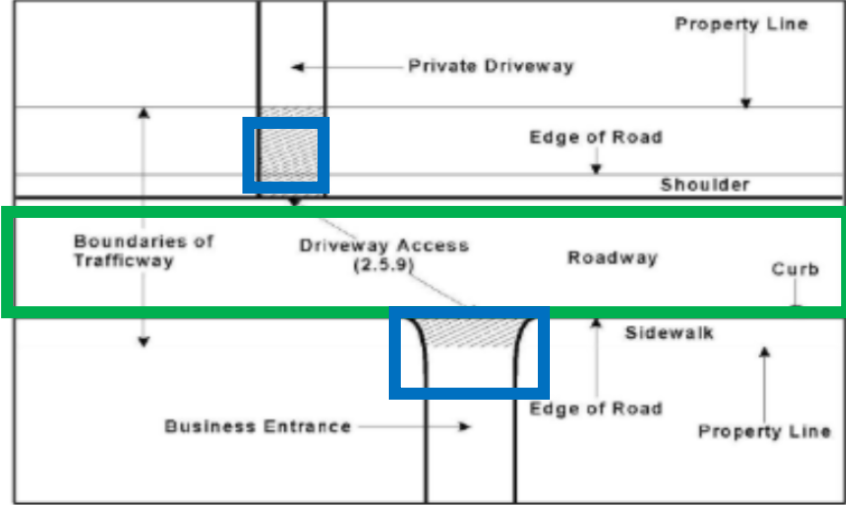 Property Line
Private Driveway
Edge of Road
Shoulder
Boundaries of
Trafficway
Driveway Access
(2.5.9)
Roadway
Curb
Sidewalk
Edge of Road
Business Entrance
Property Line